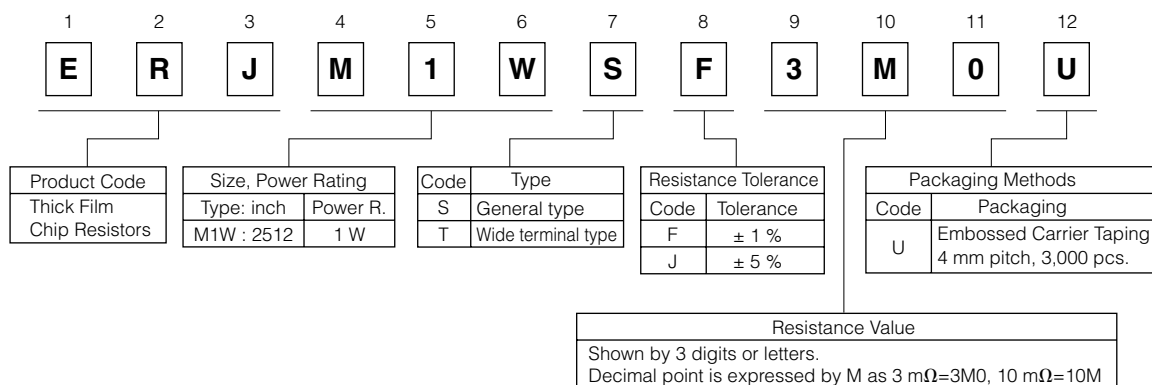 1 2 3 4 5 6 7 8 9 10 11 12
E R J M 1 W S F 3 M 0 U
Product Code
Thick Film
Chip Resistors
Size, Power Rating
Type: inch Power R.
M1W : 2512 1 W
Code Type
S General type
T Wide terminal type
Resistance Tolerance
Code Tolerance
F ± 1 %
J ± 5 %
Packaging Methods
Code Packaging
U Embossed Carrier Taping
4 mm pitch, 3,000 pcs.
Resistance Value
Shown by 3 digits or letters.
Decimal point is expressed by M as 3 mΩ=3M0, 10 mΩ=10M